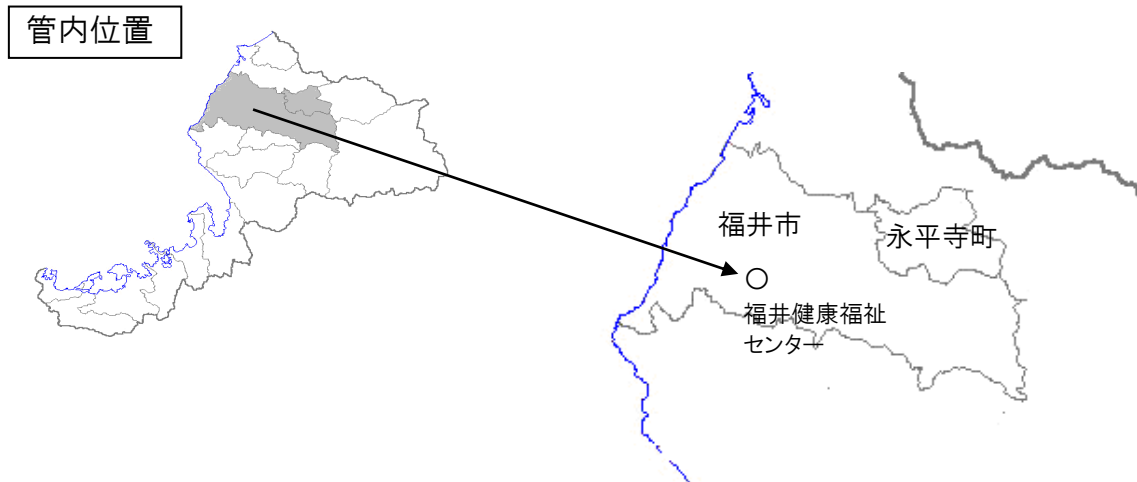 管内位置
福井市
永平寺町
福井健康福祉
センター